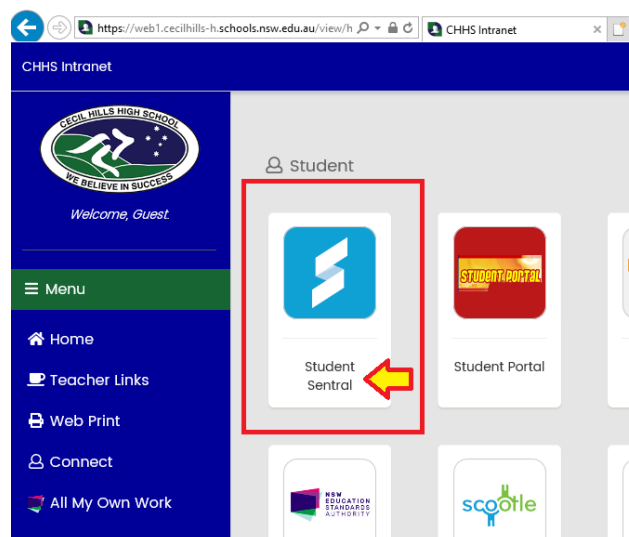 https://web1.cecilhills-h.schools.nsw.edu.au/view/h
CHHS Intranet
CHHS Intranet
CECIL HILLS HIGH SCHOOL
WE BELIEVE IN SUCCESS
Welcome, Guest.
Menu
Home
Teacher Links
Web Print
Connect
All My Own Work
Student
Student
Sentral
STUDENT PORTAL
Student Portal
NSW
EDUCATION
STANDARDS
AUTHORITY
scootle